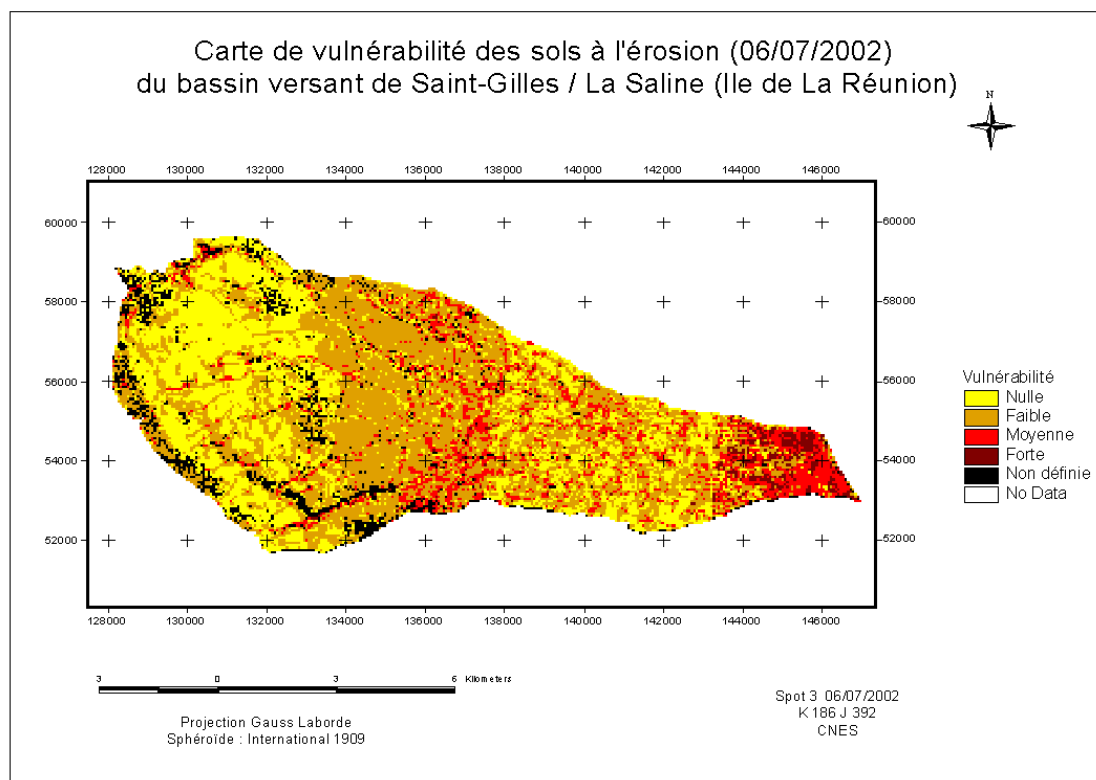 Carte de vulnérabilité des sols à l'érosion (06/07/2002)
du bassin versant de Saint-Gilles / La Saline (Ile de La Réunion)
N
128000 130000 132000 134000 136000 138000 140000 142000 144000 146000
60000 60000
58000 58000
56000 56000
54000 54000
52000 52000
128000 130000 132000 134000 136000 138000 140000 142000 144000 146000
Vulnérabilité
Nulle
Faible
Moyenne
Forte
Non définie
No Data
3 0 3 6 Kilometers
Projection Gauss Laborde
Sphéroïde : International 1909
Spot 3 06/07/2002
K 186 J 392
CNES